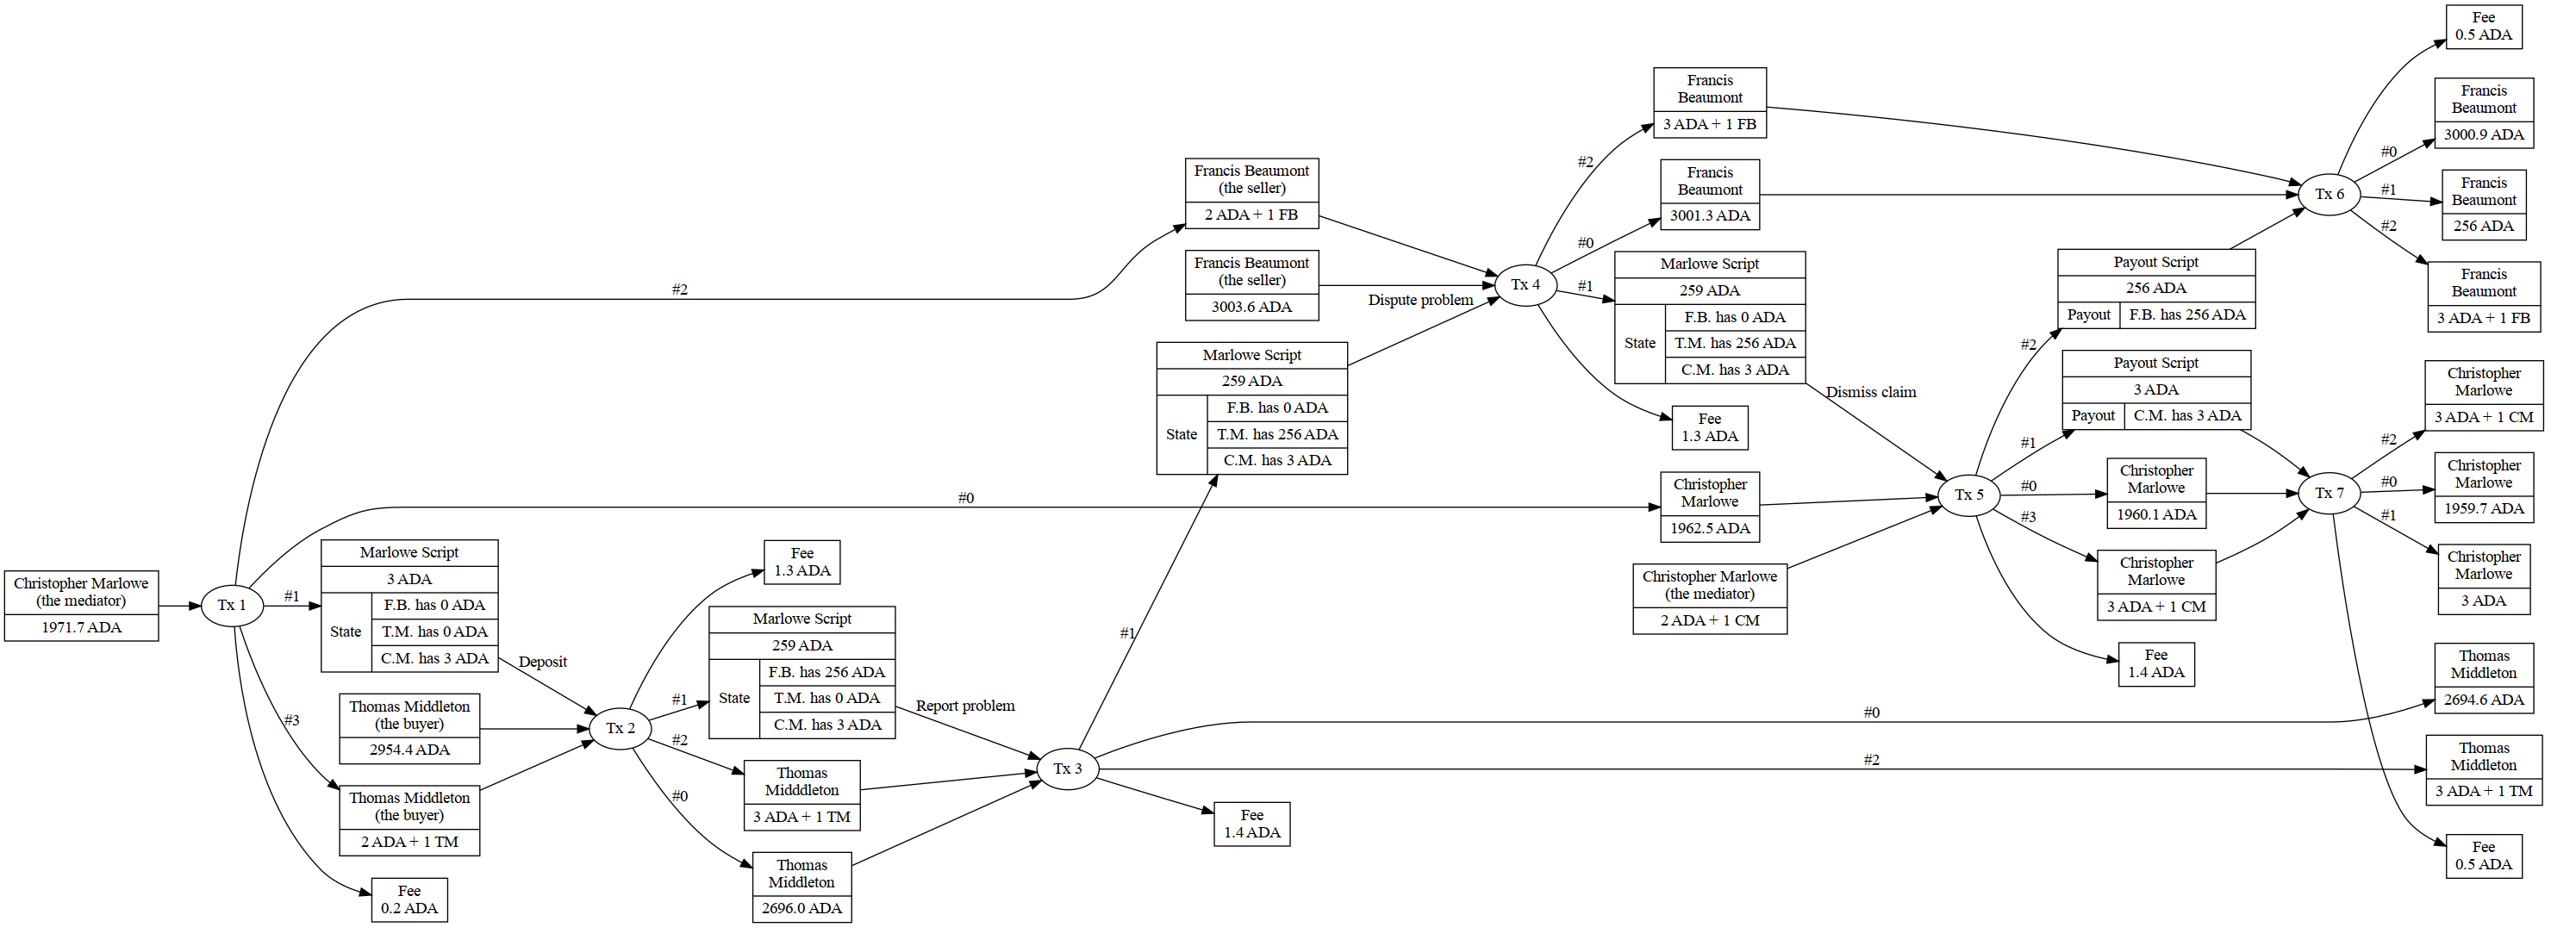 Christopher Marlowe
(the mediator)
1971.7 ADA
Tx 1
#2
#0
#1
#3
Marlowe Script
3 ADA
State
F.B. has 0 ADA
T.M. has 0 ADA
C.M. has 3 ADA
Deposit
Thomas Middleton
(the buyer)
2954.4 ADA
Thomas Middleton
(the buyer)
2 ADA + 1 TM
Fee
0.2 ADA
Tx 2
#1
#2
#0
Fee
1.3 ADA
Marlowe Script
259 ADA
State
F.B. has 256 ADA
T.M. has 0 ADA
C.M. has 3 ADA
Report problem
Thomas
Midddleton
3 ADA + 1 TM
Thomas
Middleton
2696.0 ADA
Tx 3
#1
#0
#2
Fee
1.4 ADA
Francis Beaumont
(the seller)
2 ADA + 1 FB
Francis Beaumont
(the seller)
3003.6 ADA
Dispute problem
Marlowe Script
259 ADA
State
F.B. has 0 ADA
T.M. has 256 ADA
C.M. has 3 ADA
Tx 4
#2
#0
#1
Francis
Beaumont
3 ADA + 1 FB
Francis
Beaumont
3001.3 ADA
Marlowe Script
259 ADA
State
F.B. has 0 ADA
T.M. has 256 ADA
C.M. has 3 ADA
Dismiss claim
Fee
1.3 ADA
Christopher
Marlowe
1962.5 ADA
Christopher Marlowe
(the mediator)
2 ADA + 1 CM
Tx 5
#2
#1
#0
#3
Payout Script
256 ADA
Payout
F.B. has 256 ADA
Payout Script
3 ADA
Payout
C.M. has 3 ADA
Christopher
Marlowe
1960.1 ADA
Christopher
Marlowe
3 ADA + 1 CM
Fee
1.4 ADA
Tx 6
#0
#1
#2
Fee
0.5 ADA
Francis
Beaumont
3000.9 ADA
Francis
Beaumont
256 ADA
Francis
Beaumont
3 ADA + 1 FB
Tx 7
#2
#0
#1
Christopher
Marlowe
3 ADA + 1 CM
Christopher
Marlowe
1959.7 ADA
Christopher
Marlowe
3 ADA
Thomas
Middleton
2694.6 ADA
Thomas
Middleton
3 ADA + 1 TM
Fee
0.5 ADA